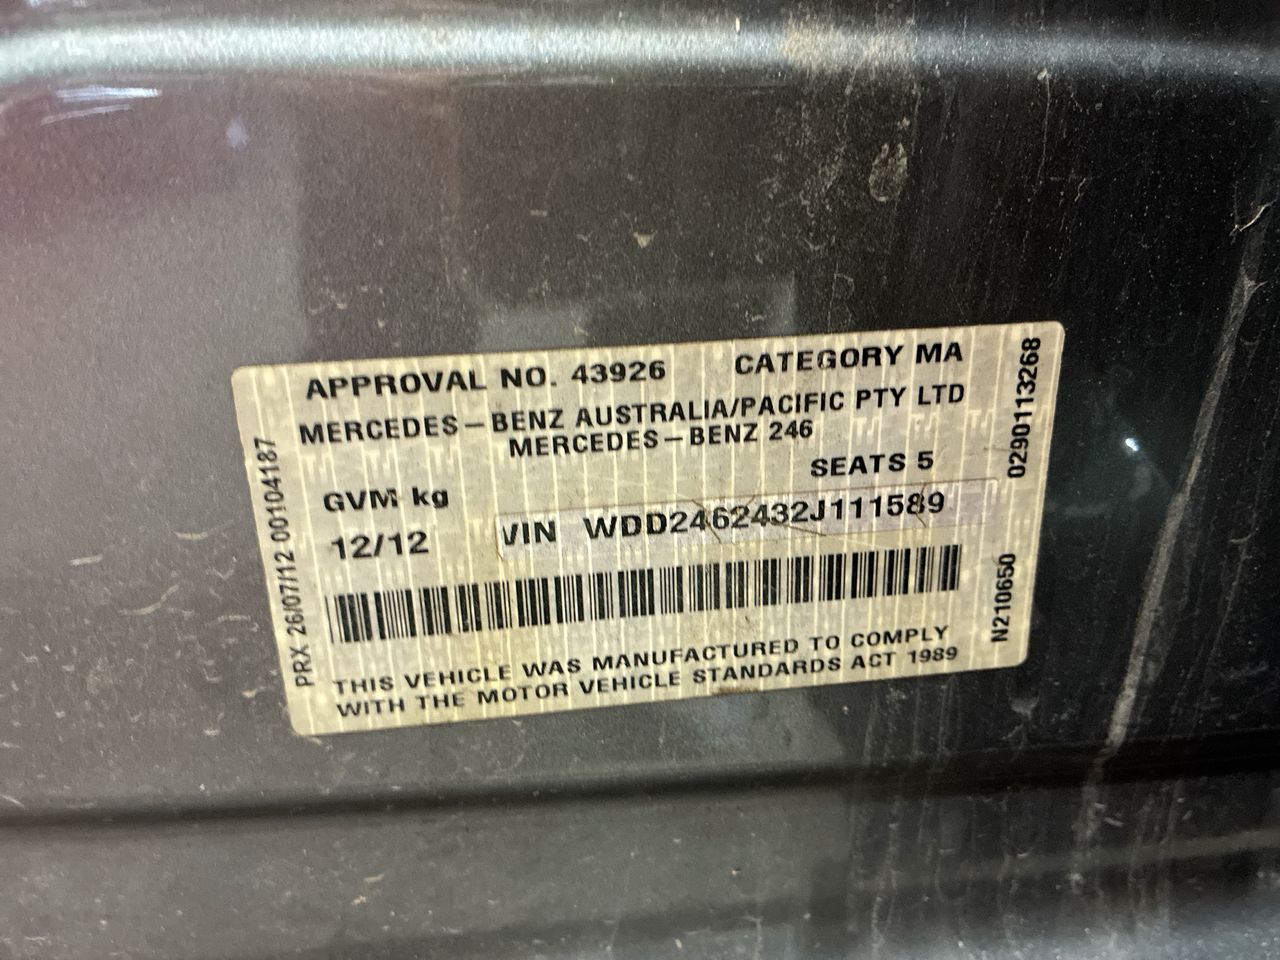 APPROVAL NO. 43926 CATEGORY MA
MERCEDES-BENZ AUSTRALIA/PACIFIC PTY LTD
MERCEDES-BENZ 246
SEATS 5
GVM kg
12/12
VIN WDD2462432J111589
THIS VEHICLE WAS MANUFACTURED TO COMPLY
WITH THE MOTOR VEHICLE STANDARDS ACT 1989
PRX 26/07/12 00104187
0290113268
N210650